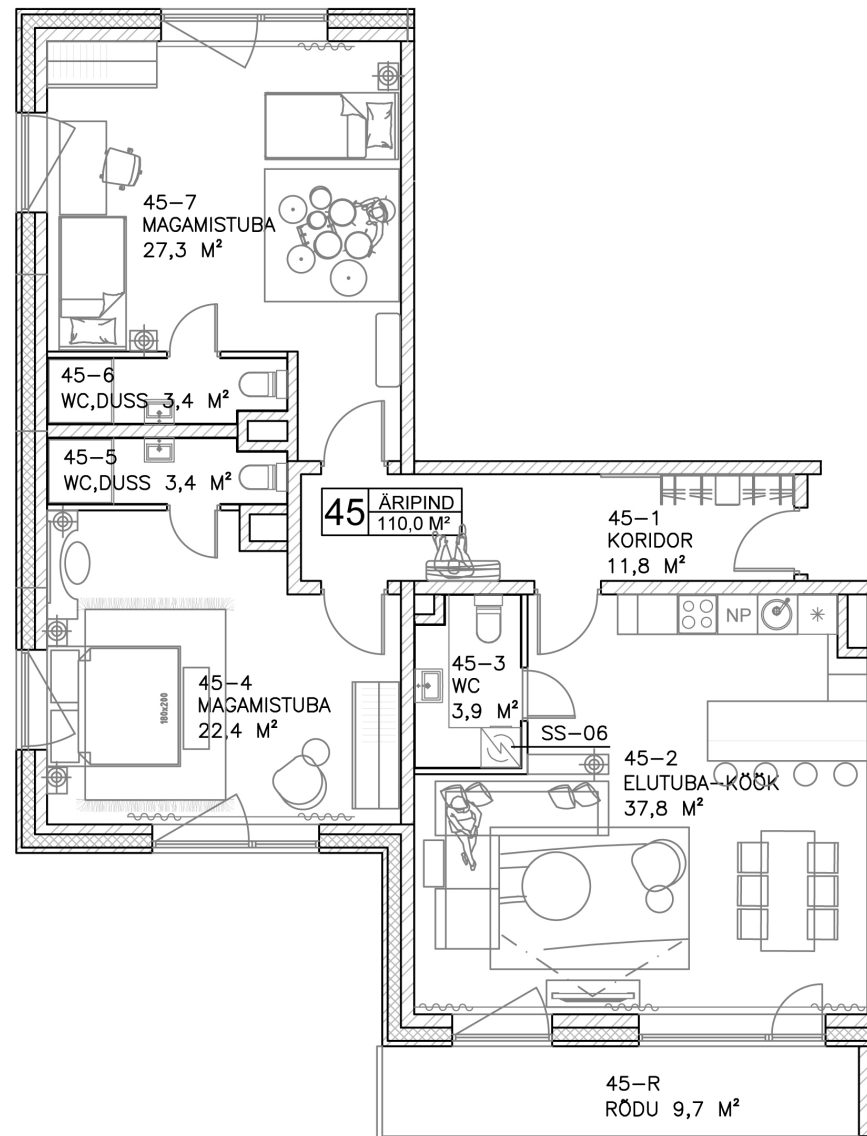 45-7
MAGAMISTUBA
27,3 M²
45-6
WC,DUSS 3,4 M²
45-5
WC,DUSS 3,4 M²
45
ÄRIPIND
110,0 M²
45-1
KORIDOR
11,8 M²
NP
45-3
WC
3,9 M²
45-4
MAGAMISTUBA
22,4 M²
180x200
SS-06
45-2
ELUTUBA-KÖÖK
37,8 M²
45-R
RÕDU 9,7 M²